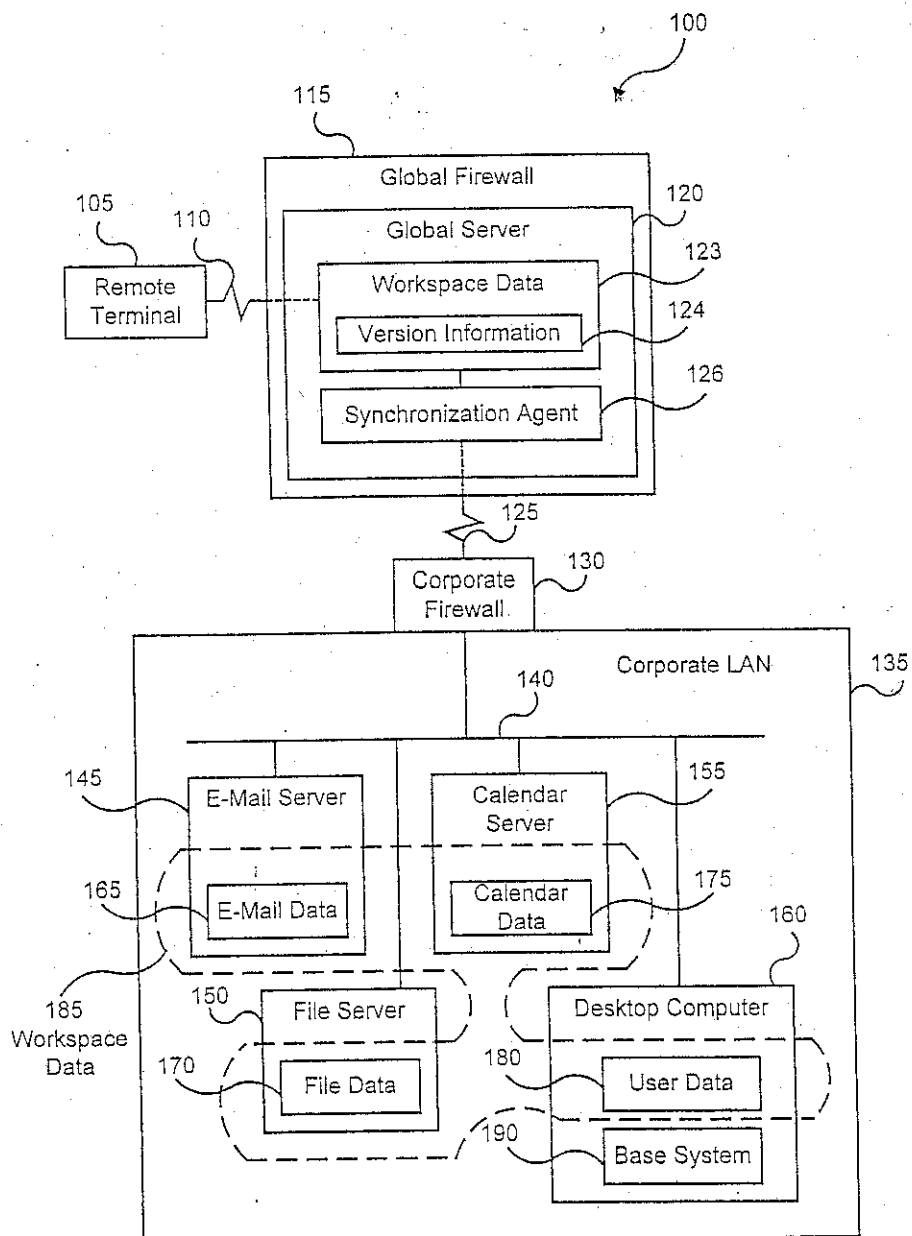 100
115
Global Firewall
120
105
110
Global Server
123
Remote
Terminal
Workspace Data
124
Version Information
126
Synchronization Agent
125
130
Corporate
Firewall
Corporate LAN
135
140
145
155
E-Mail Server
Calendar
Server
165
175
E-Mail Data
Calendar
Data
160
185
Workspace
Data
150
File Server
Desktop Computer
170
180
File Data
User Data
190
Base System